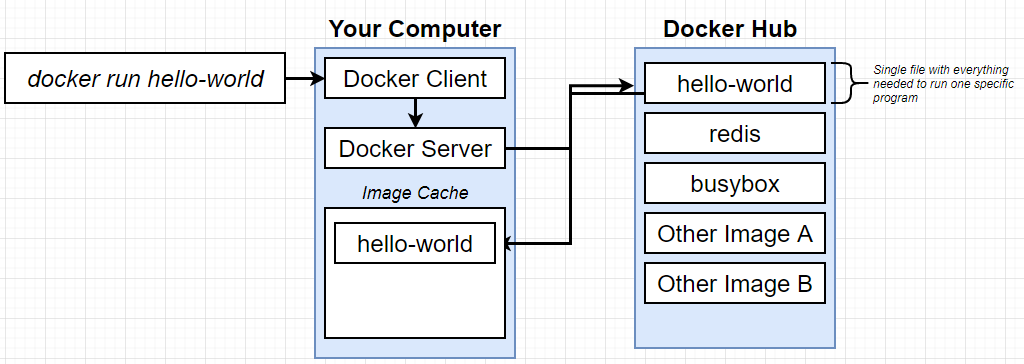 Your Computer
Docker Hub
docker run hello-world
Docker Client
Docker Server
Image Cache
hello-world
hello-world
redis
busybox
Other Image A
Other Image B
Single file with everything
needed to run one specific
program